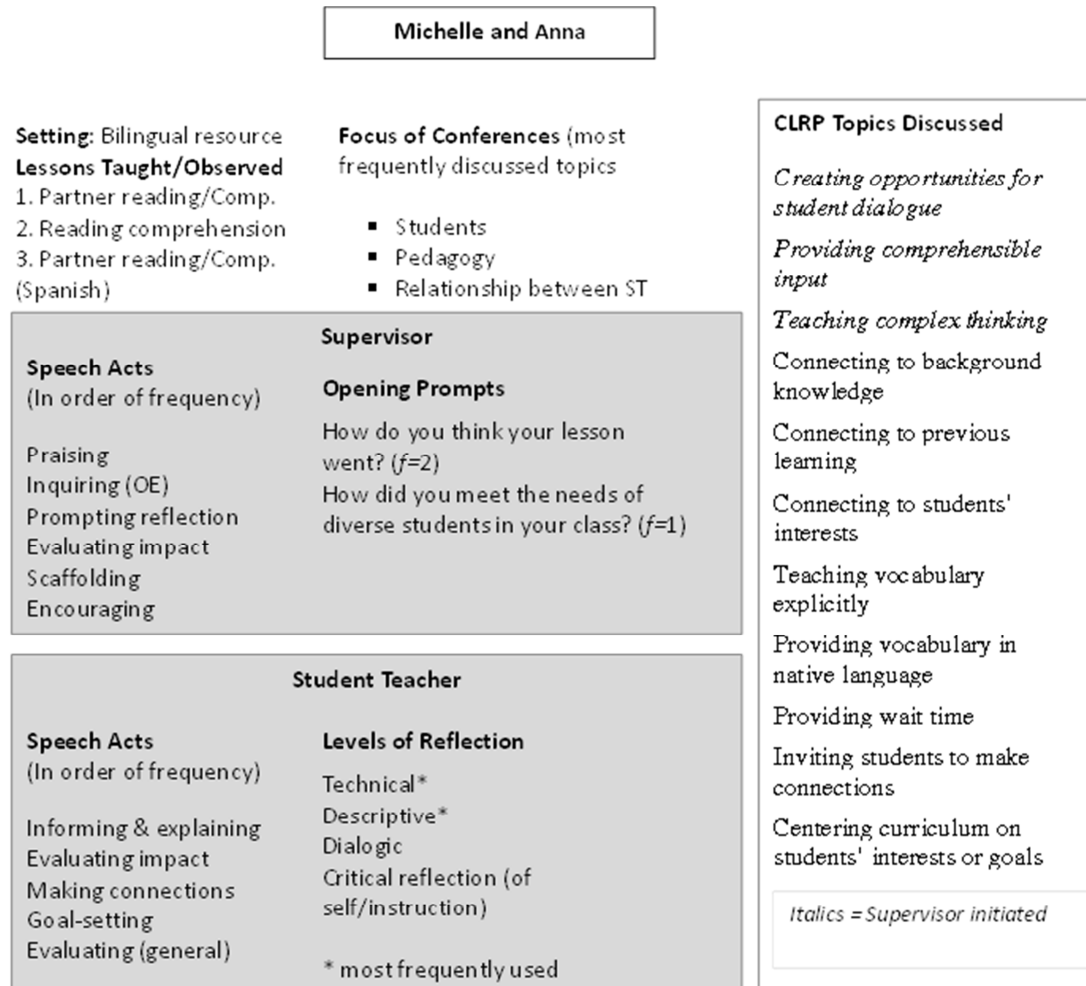 Michelle and Anna
Setting: Bilingual resource
Lessons Taught/Observed
1. Partner reading/Comp.
2. Reading comprehension
3. Partner reading/Comp.
(Spanish)
Focus of Conferences (most
frequently discussed topics
▪ Students
▪ Pedagogy
▪ Relationship between ST
Supervisor
Speech Acts
(In order of frequency)
Praising
Inquiring (OE)
Prompting reflection
Evaluating impact
Scaffolding
Encouraging
Opening Prompts
How do you think your lesson
went? (f=2)
How did you meet the needs of
diverse students in your class? (f=1)
Student Teacher
Speech Acts
(In order of frequency)
Informing & explaining
Evaluating impact
Making connections
Goal-setting
Evaluating (general)
Levels of Reflection
Technical*
Descriptive*
Dialogic
Critical reflection (of
self/instruction)
* most frequently used
CLRP Topics Discussed
Creating opportunities for
student dialogue
Providing comprehensible
input
Teaching complex thinking
Connecting to background
knowledge
Connecting to previous
learning
Connecting to students'
interests
Teaching vocabulary
explicitly
Providing vocabulary in
native language
Providing wait time
Inviting students to make
connections
Centering curriculum on
students' interests or goals
Italics = Supervisor initiated